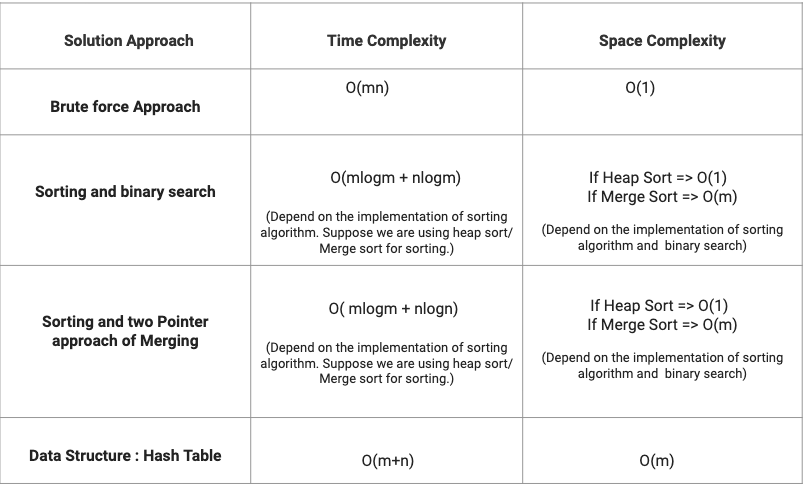 Solution Approach
Time Complexity
Space Complexity
Brute force Approach
O(mn)
O(1)
Sorting and binary search
O(mlogm + nlogm)
(Depend on the implementation of sorting
algorithm. Suppose we are using heap sort/
Merge sort for sorting.)
If Heap Sort => O(1)
If Merge Sort => O(m)
(Depend on the implementation of sorting
algorithm and  binary search)
Sorting and two Pointer
approach of Merging
O( mlogm + nlogn)
(Depend on the implementation of sorting
algorithm. Suppose we are using heap sort/
Merge sort for sorting.)
If Heap Sort => O(1)
If Merge Sort => O(m)
(Depend on the implementation of sorting
algorithm and  binary search)
Data Structure : Hash Table
O(m+n)
O(m)